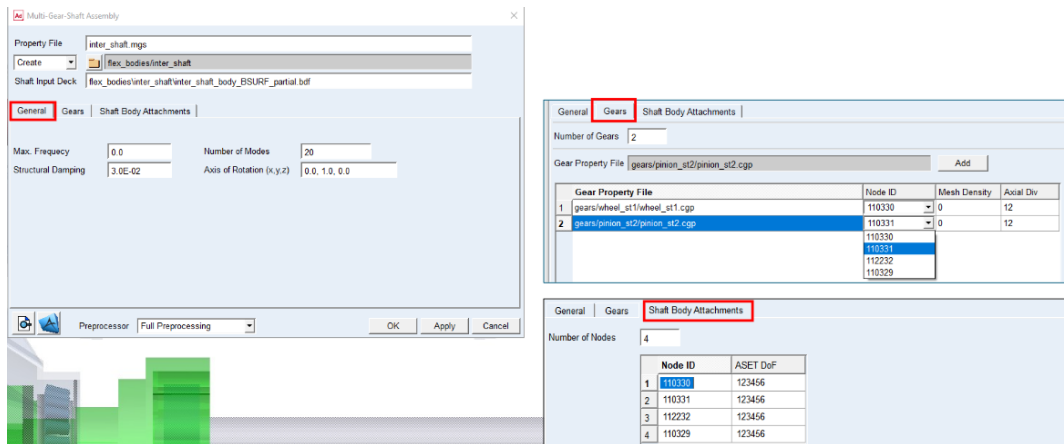 Ad Multi-Gear-Shaft Assembly
Property File inter_shaft.mgs
Create flex_bodies/inter_shaft
Shaft Input Deck flex_bodies\inter_shaft\inter_shaft_body_BSURF_partial.bdf
General Gears Shaft Body Attachments
Max. Frequecy 0.0 Number of Modes 20
Structural Damping 3.0E-02 Axis of Rotation (x,y,z) 0.0, 1.0, 0.0
Preprocessor Full Preprocessing OK Apply Cancel
General Gears Shaft Body Attachments
Number of Gears 2
Gear Property File gears/pinion_st2/pinion_st2.cgp Add
Gear Property File Node ID Mesh Density Axial Div
1 gears/wheel_st1/wheel_st1.cgp 110330 0 12
2 gears/pinion_st2/pinion_st2.cgp 110331 0 12
110330
110331
112232
110329
General Gears Shaft Body Attachments
Number of Nodes 4
Node ID ASET DoF
1 110330 123456
2 110331 123456
3 112232 123456
4 110329 123456